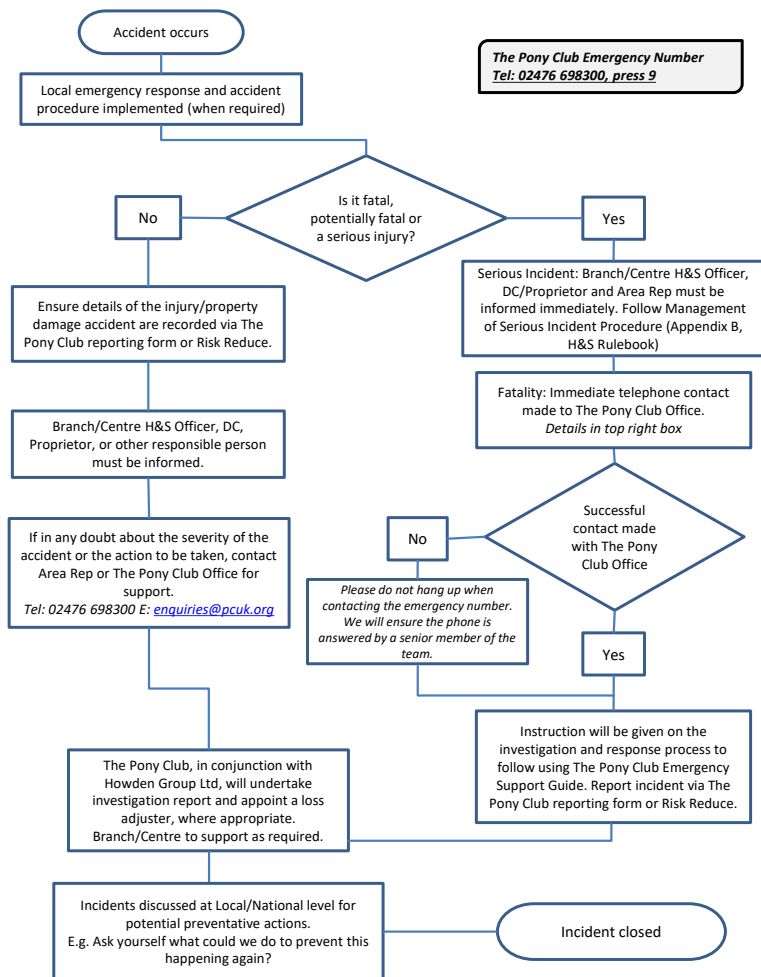 Accident occurs
The Pony Club Emergency Number
Tel: 02476 698300, press 9
Local emergency response and accident
procedure implemented (when required)
Is it fatal,
potentially fatal or
a serious injury?
No
Yes
Ensure details of the injury/property
damage accident are recorded via The
Pony Club reporting form or Risk Reduce.
Branch/Centre H&S Officer, DC,
Proprietor, or other responsible person
must be informed.
If in any doubt about the severity of the
accident or the action to be taken, contact
Area Rep or The Pony Club Office for
support.
Tel: 02476 698300 E: enquiries@pcuk.org
Serious Incident: Branch/Centre H&S Officer,
DC/Proprietor and Area Rep must be
informed immediately. Follow Management
of Serious Incident Procedure (Appendix B,
H&S Rulebook)
Fatality: Immediate telephone contact
made to The Pony Club Office.
Details in top right box
Successful
contact made
with The Pony
Club Office
No
Please do not hang up when
contacting the emergency number.
We will ensure the phone is
answered by a senior member of the
team.
Yes
Instruction will be given on the
investigation and response process to
follow using The Pony Club Emergency
Support Guide. Report incident via The
Pony Club reporting form or Risk Reduce.
The Pony Club, in conjunction with
Howden Group Ltd, will undertake
investigation report and appoint a loss
adjuster, where appropriate.
Branch/Centre to support as required.
Incidents discussed at Local/National level for
potential preventative actions.
E.g. Ask yourself what could we do to prevent this
happening again?
Incident closed